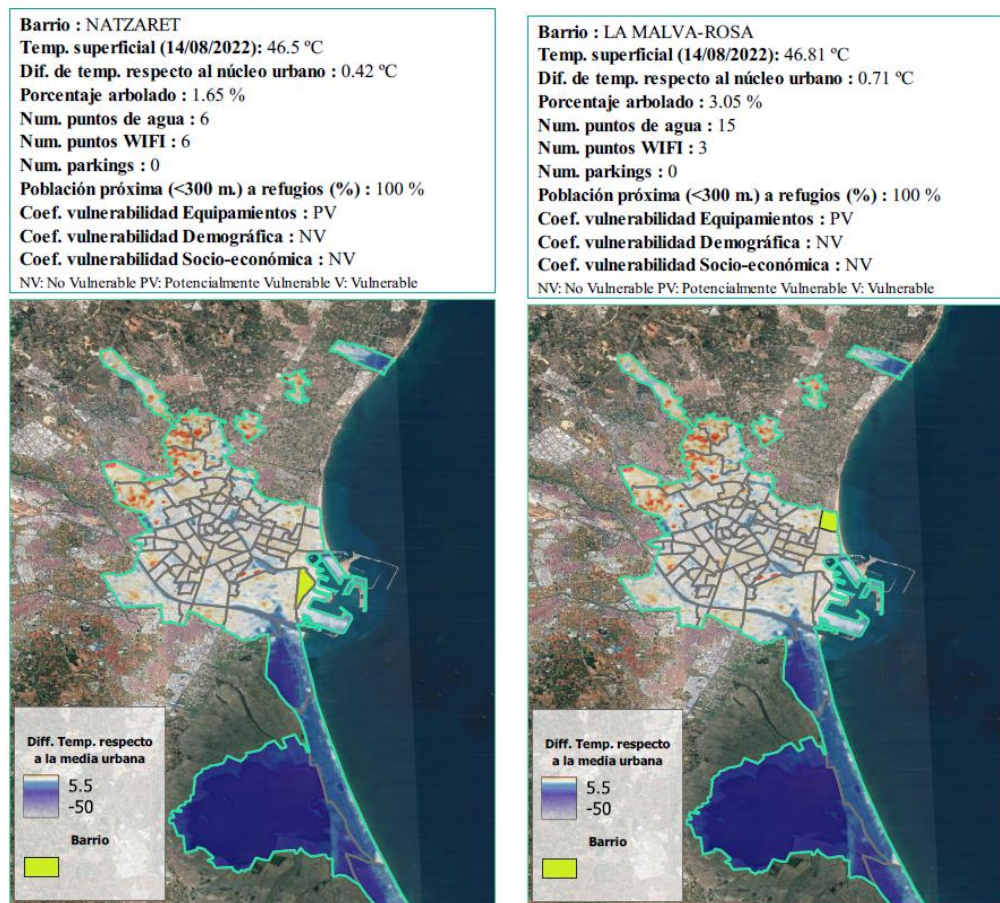 Barrio : NATZARET
Temp. superficial (14/08/2022): 46.5 ºC
Dif. de temp. respecto al núcleo urbano : 0.42 ºC
Porcentaje arbolado : 1.65 %
Num. puntos de agua : 6
Num. puntos WIFI : 6
Num. parkings : 0
Población próxima (<300 m.) a refugios (%) : 100 %
Coef. vulnerabilidad Equipamientos : PV
Coef. vulnerabilidad Demográfica : NV
Coef. vulnerabilidad Socio-económica : NV
NV: No Vulnerable PV: Potencialmente Vulnerable V: Vulnerable
Diff. Temp. respecto
a la media urbana
5.5
-50
Barrio
Barrio : LA MALVA-ROSA
Temp. superficial (14/08/2022): 46.81 ºC
Dif. de temp. respecto al núcleo urbano : 0.71 ºC
Porcentaje arbolado : 3.05 %
Num. puntos de agua : 15
Num. puntos WIFI : 3
Num. parkings : 0
Población próxima (<300 m.) a refugios (%) : 100 %
Coef. vulnerabilidad Equipamientos : PV
Coef. vulnerabilidad Demográfica : NV
Coef. vulnerabilidad Socio-económica : NV
NV: No Vulnerable PV: Potencialmente Vulnerable V: Vulnerable
Diff. Temp. respecto
a la media urbana
5.5
-50
Barrio